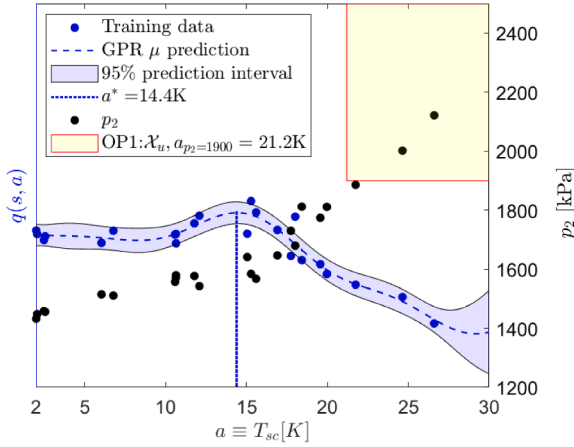 Training data
GPR μ prediction
95% prediction interval
a* =14.4K
p₂
OP1:𝒳ᵤ, aₚ₂₌₁₉₀₀ = 21.2K
q(s, a)
2500
2400
2200
2000
1800
1600
1400
1200
p₂ [kPa]
2 5 10 15 20 25 30
a ≡ Tsc[K]